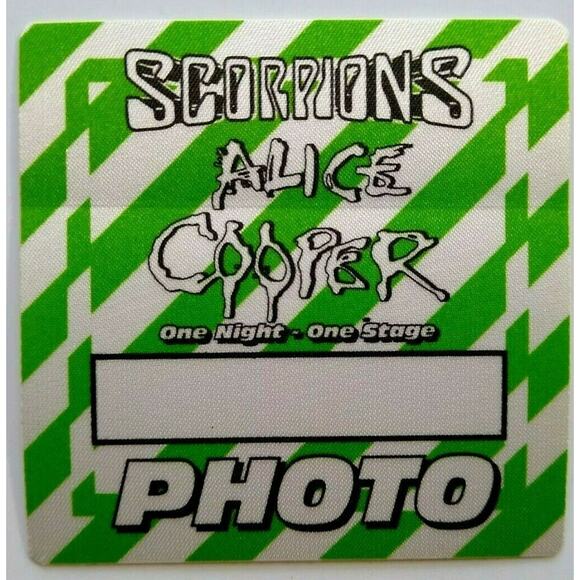 SCORPIONS
ALICE
COOPER
One Night - One Stage
PHOTO